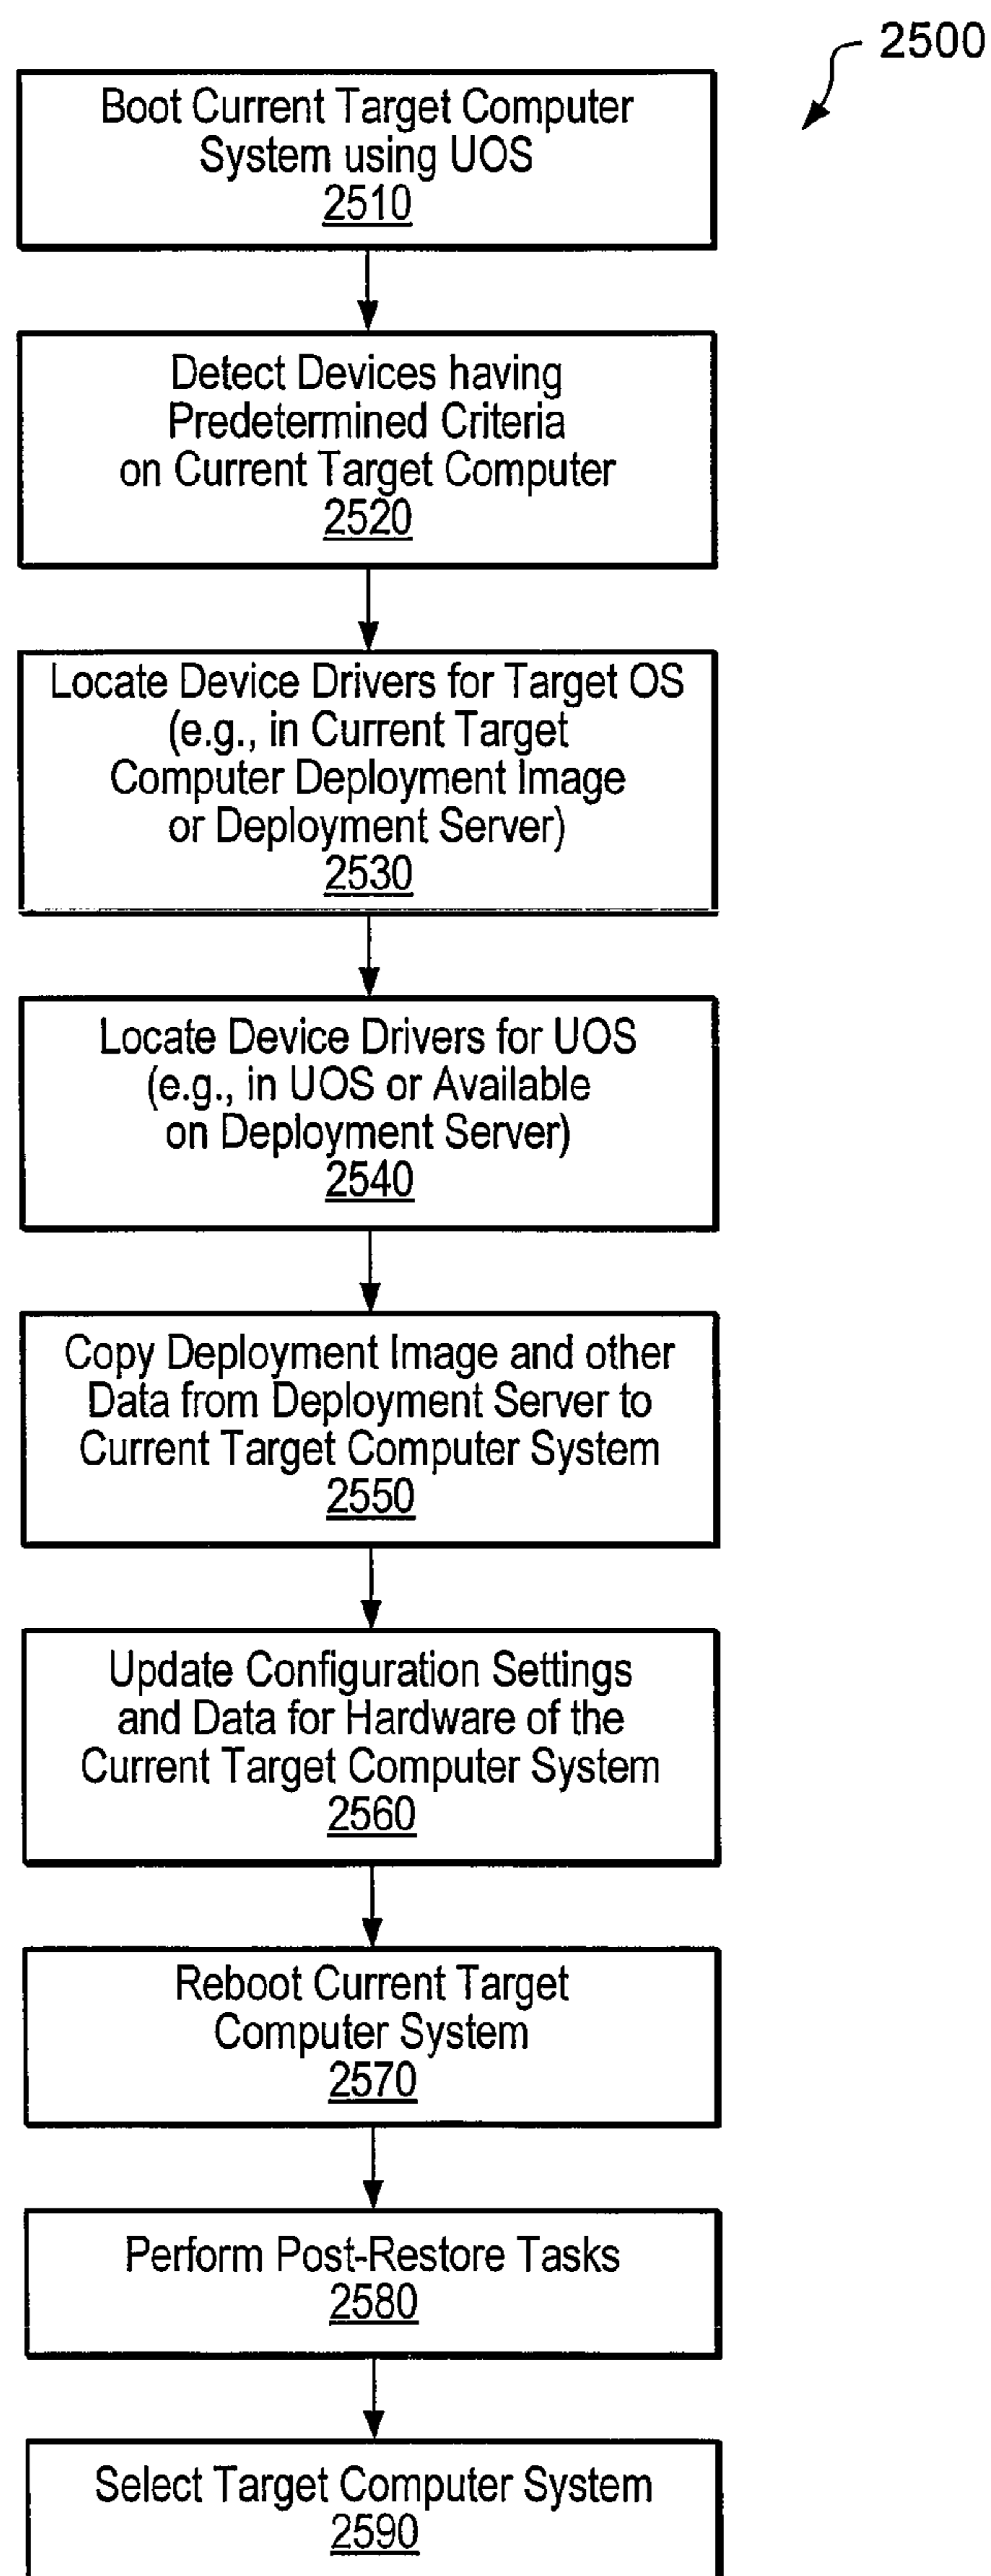 2500
Boot Current Target Computer
System using UOS
2510
Detect Devices having
Predetermined Criteria
on Current Target Computer
2520
Locate Device Drivers for Target OS
(e.g., in Current Target
Computer Deployment Image
or Deployment Server)
2530
Locate Device Drivers for UOS
(e.g., in UOS or Available
on Deployment Server)
2540
Copy Deployment Image and other
Data from Deployment Server to
Current Target Computer System
2550
Update Configuration Settings
and Data for Hardware of the
Current Target Computer System
2560
Reboot Current Target
Computer System
2570
Perform Post-Restore Tasks
2580
Select Target Computer System
2590